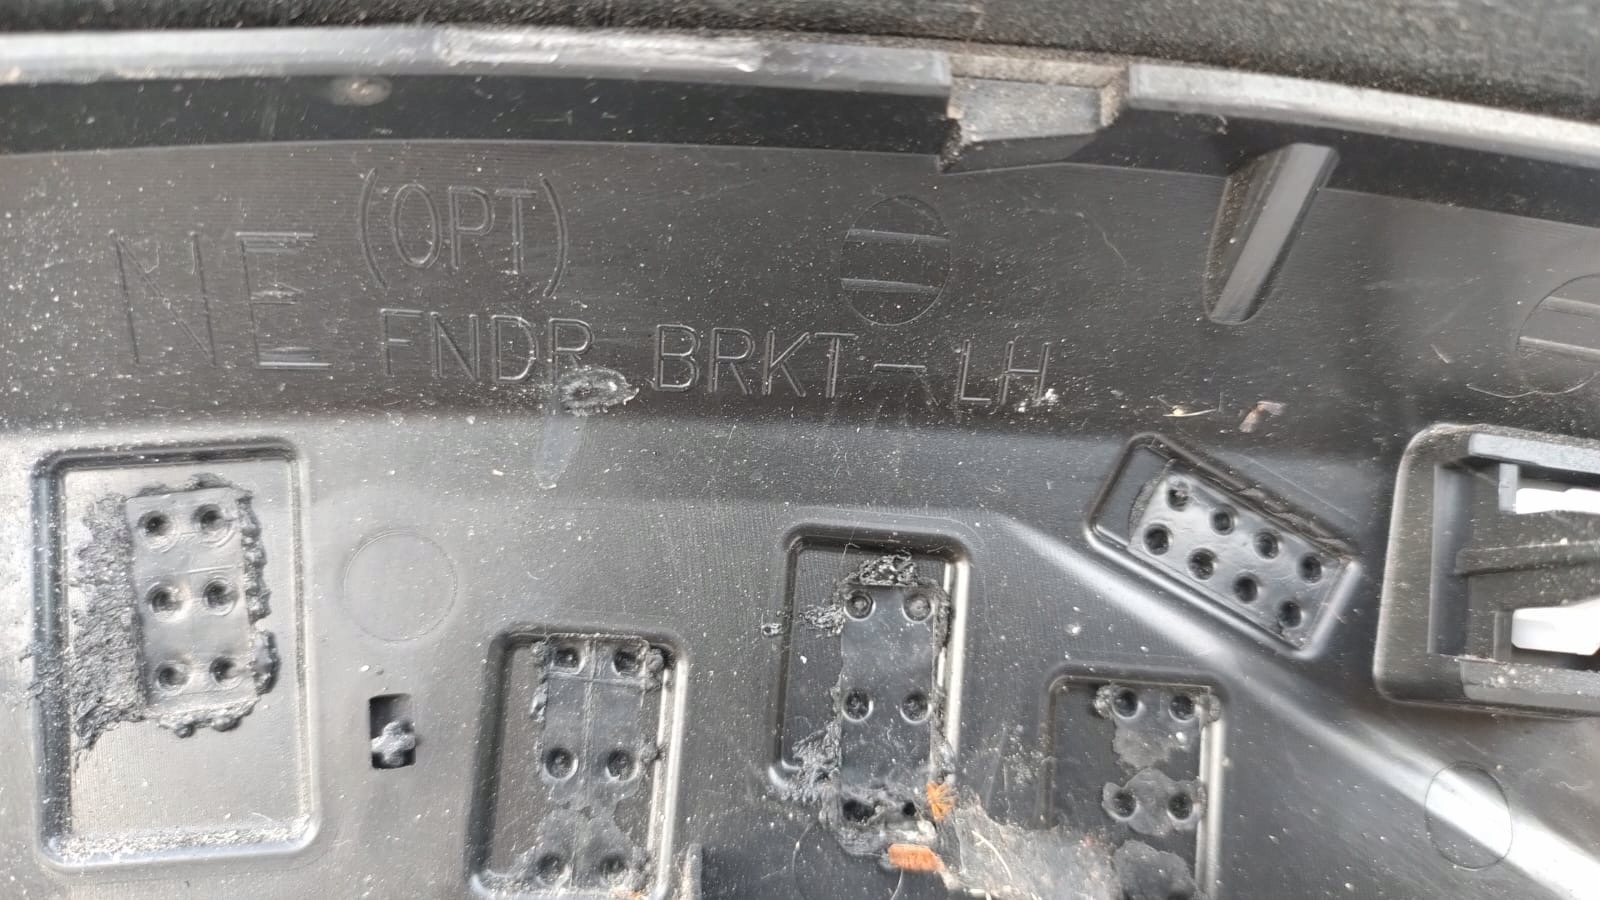 (OPT)
NE
FNDR BRKT-LH